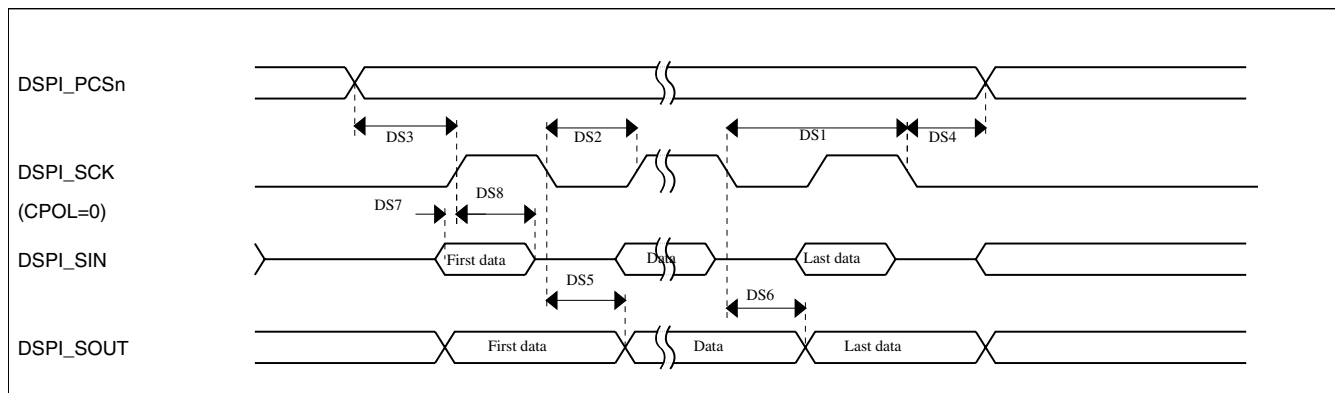 DSPI_PCSn
DS3
DS2
DS1
DS4
DSPI_SCK
(CPOL=0)
DS7
DS8
DSPI_SIN
First data
Data
Last data
DS5
DS6
DSPI_SOUT
First data
Data
Last data